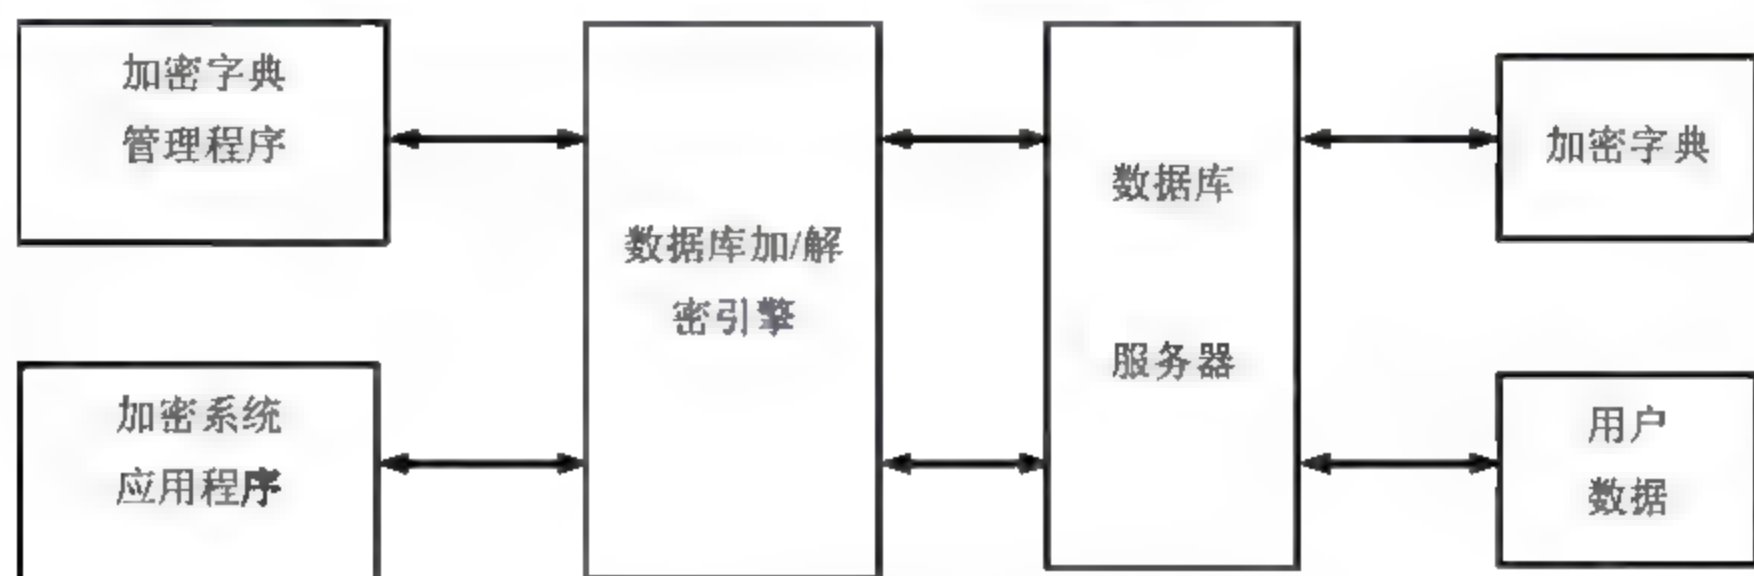 加密字典
管理程序
加密系统
应用程序
数据库加/解
密引擎
数据库
服务器
加密字典
用户
数据